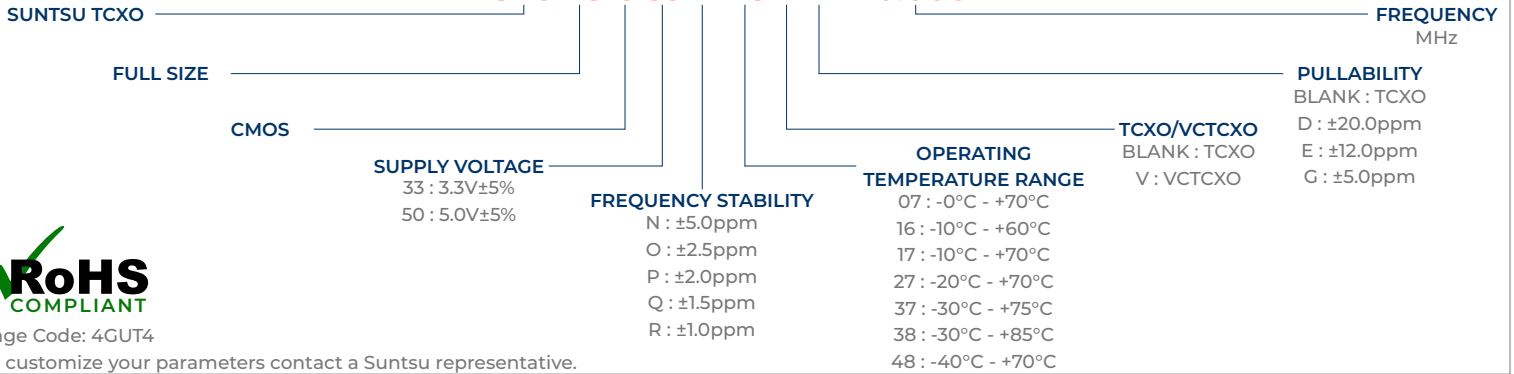 SUNTSU TCXO
FREQUENCY
MHz
FULL SIZE
PULLABILITY
BLANK : TCXO
D : ±20.0ppm
E : ±12.0ppm
G : ±5.0ppm
CMOS
TCXO/VCTCXO
BLANK : TCXO
V : VCTCXO
SUPPLY VOLTAGE
33 : 3.3V±5%
50 : 5.0V±5%
FREQUENCY STABILITY
N : ±5.0ppm
O : ±2.5ppm
P : ±2.0ppm
Q : ±1.5ppm
R : ±1.0ppm
OPERATING
TEMPERATURE RANGE
07 : -0°C - +70°C
16 : -10°C - +60°C
17 : -10°C - +70°C
27 : -20°C - +70°C
37 : -30°C - +75°C
38 : -30°C - +85°C
48 : -40°C - +70°C
RoHS
COMPLIANT
Code: 4GUT4
customize your parameters contact a Suntsu representative.